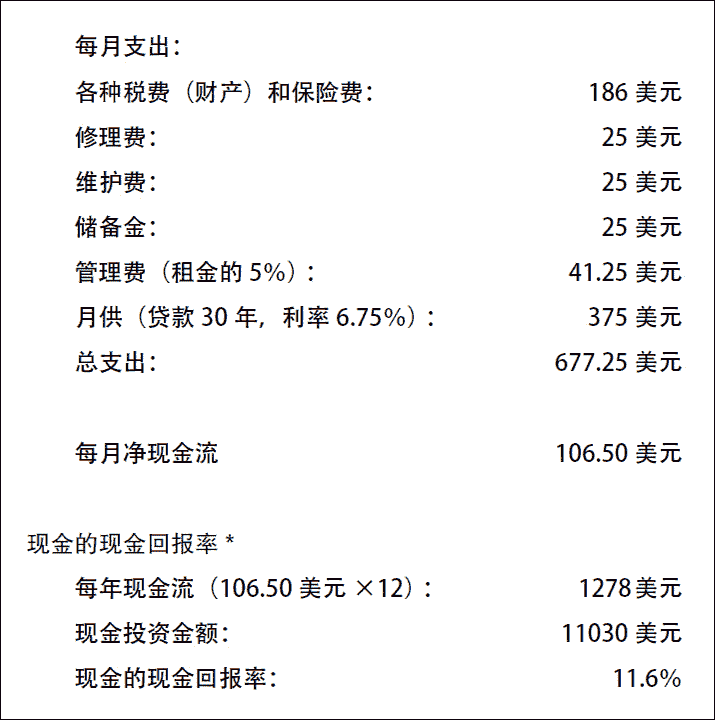 每月支出：
各种税费（财产）和保险费： 186 美元
修理费： 25 美元
维护费： 25 美元
储备金： 25 美元
管理费（租金的 5%）： 41.25 美元
月供（贷款 30 年，利率 6.75%）： 375 美元
总支出： 677.25 美元
每月净现金流 106.50 美元
现金的现金回报率 *
每年现金流（106.50 美元 ×12）： 1278美元
现金投资金额： 11030 美元
现金的现金回报率： 11.6%